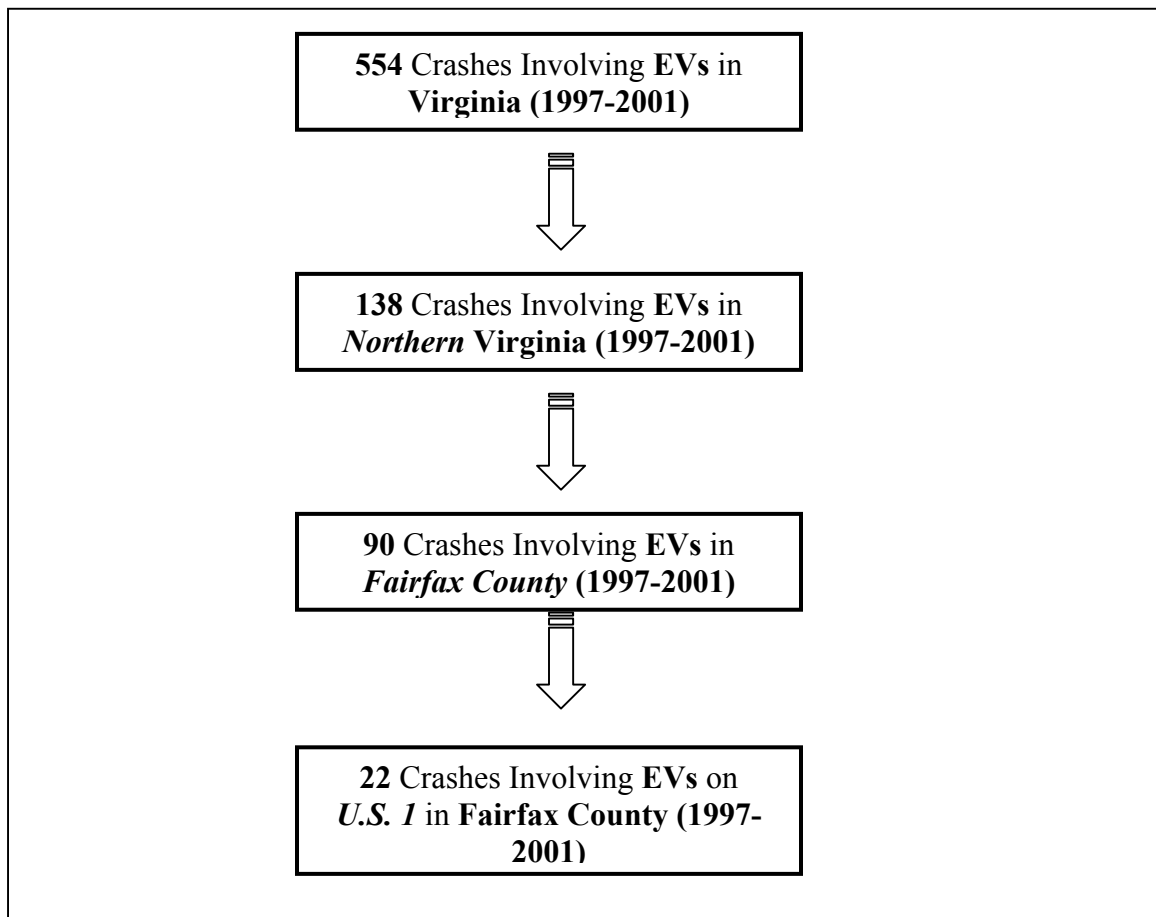 554 Crashes Involving EVs in
Virginia (1997-2001)
138 Crashes Involving EVs in
Northern Virginia (1997-2001)
90 Crashes Involving EVs in
Fairfax County (1997-2001)
22 Crashes Involving EVs on
U.S. 1 in Fairfax County (1997-
2001)